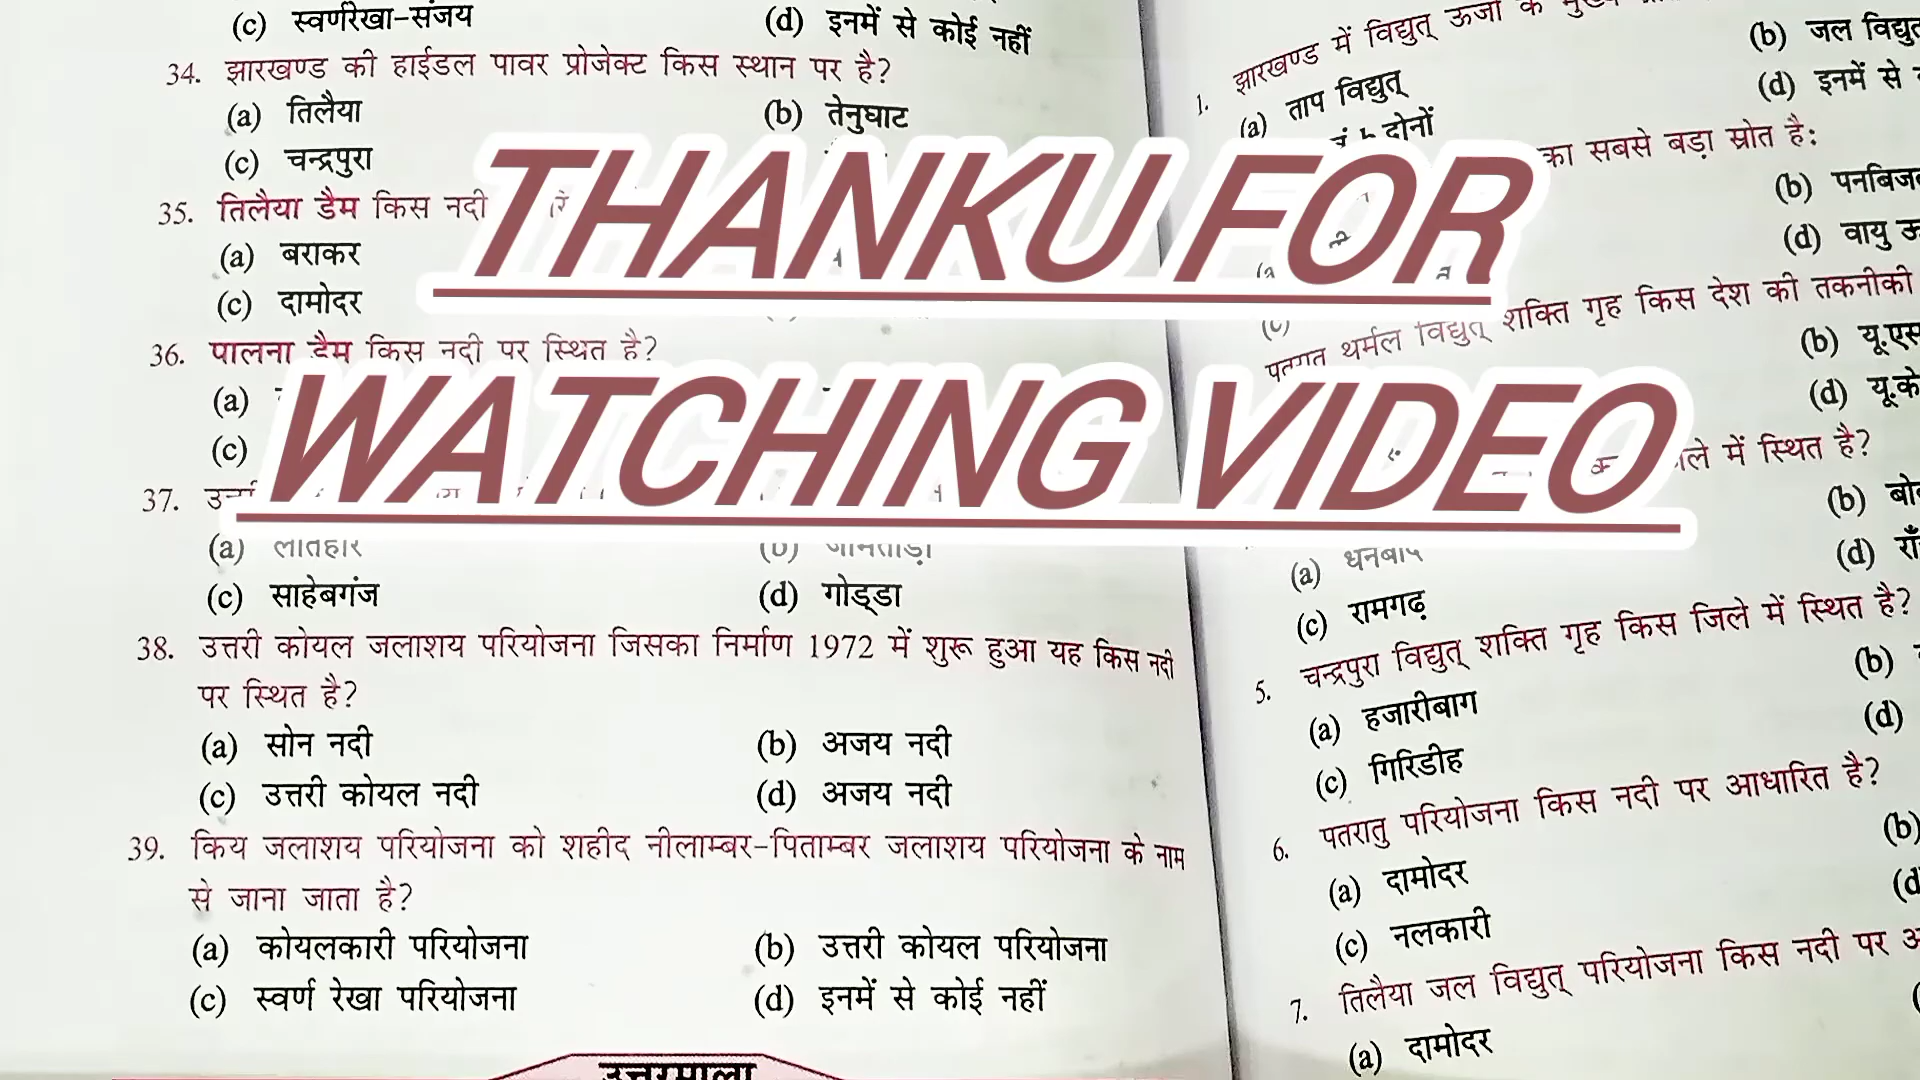 (c) स्वर्णरेखा-संजय (d) इनमें से कोई नहीं
34. झारखण्ड की हाईडल पावर प्रोजेक्ट किस स्थान पर है?
(a) तिलैया (b) तेनुघाट
(c) चन्द्रपुरा
35. तिलैया डैम किस नदी
(a) बराकर
(c) दामोदर
36. पालना डैम किस नदी पर स्थित है?
(a)
(c)
37.
(a) लातेहार (b) जामताड़ा
(c) साहेबगंज (d) गोड्डा
38. उत्तरी कोयल जलाशय परियोजना जिसका निर्माण 1972 में शुरू हुआ यह किस नदी
पर स्थित है?
(a) सोन नदी (b) अजय नदी
(c) उत्तरी कोयल नदी (d) अजय नदी
39. किय जलाशय परियोजना को शहीद नीलाम्बर-पिताम्बर जलाशय परियोजना के नाम
से जाना जाता है?
(a) कोयलकारी परियोजना (b) उत्तरी कोयल परियोजना
(c) स्वर्ण रेखा परियोजना (d) इनमें से कोई नहीं
उत्तरमाला
THANKU FOR
WATCHING VIDEO
1. झारखण्ड में विद्युत् ऊर्जा के
(a) ताप विद्युत् (b) जल विद्युत
दोनों (d) इनमें से
का सबसे बड़ा स्रोत है:
(b)
(d) वायु
(c)
थर्मल विद्युत् शक्ति गृह किस देश की तकनीकी
(b) यू.एस
(d) यू.के
में स्थित है?
(b)
(a) धनबाद
(d)
(c) रामगढ़
5. चन्द्रपुरा विद्युत् शक्ति गृह किस जिले में स्थित है?
(a) हजारीबाग (b)
(c) गिरिडीह (d)
6. पतरातु परियोजना किस नदी पर आधारित है?
(a) दामोदर (b)
(c) नलकारी (d
7. तिलैया जल विद्युत् परियोजना किस नदी पर
(a) दामोदर